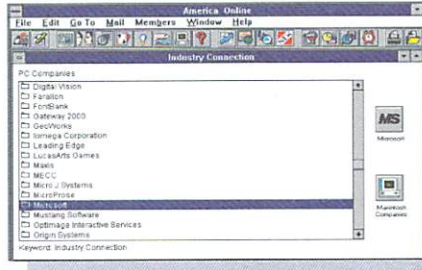 America Online
File Edit Go To Mail Members Window Help
Industry Connection
PC Companies
Digital Vision
Farallon
FontBank
Gateway 2000
GeoWorks
Iomega Corporation
Leading Edge
LucasArts Games
Maxis
MECC
Micro J Systems
MicroProse
Microsoft
Mustang Software
Optimage Interactive Services
Origin Systems
MS
Microsoft
Macintosh
Companies
Keyword: Industry Connection